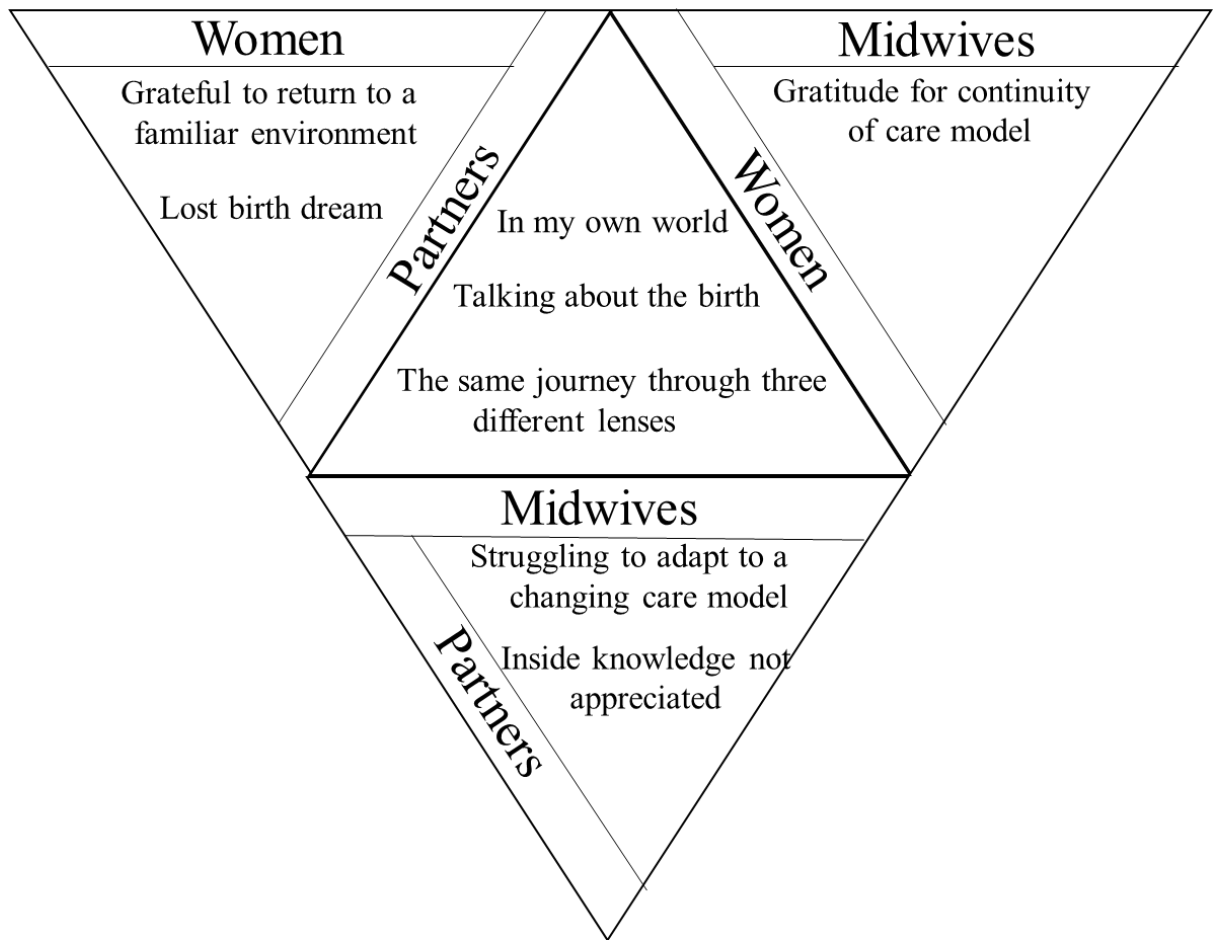 Women
Grateful to return to a
familiar environment
Lost birth dream
Partners
In my own world
Talking about the birth
The same journey through three
different lenses
Women
Midwives
Gratitude for continuity
of care model
Midwives
Struggling to adapt to a
changing care model
Inside knowledge not
appreciated
Partners